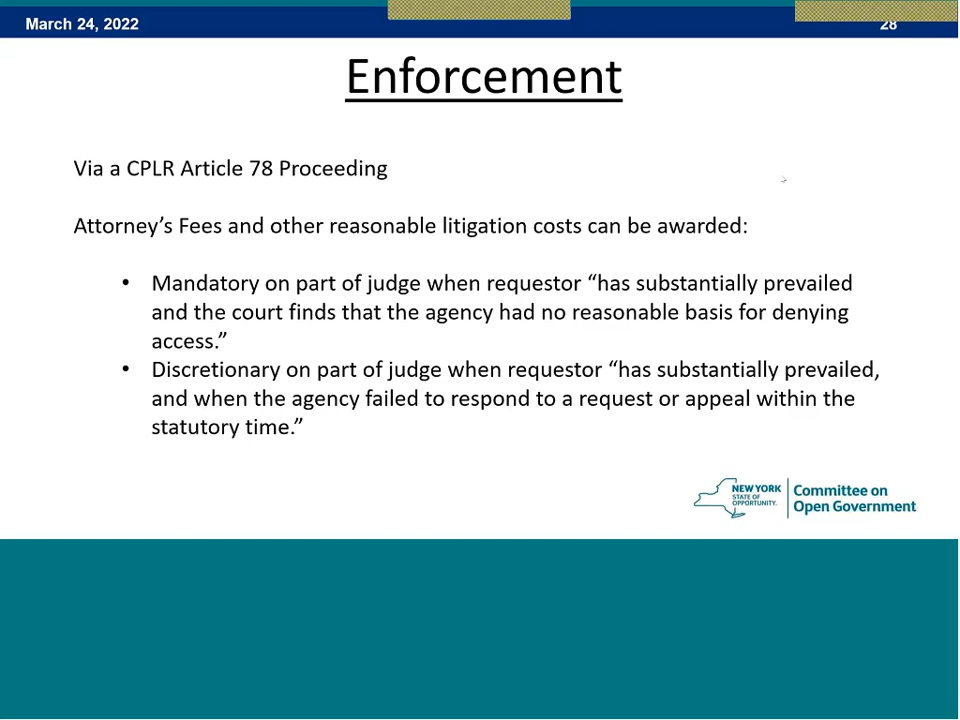 March 24, 2022
28
Enforcement
Via a CPLR Article 78 Proceeding
Attorney’s Fees and other reasonable litigation costs can be awarded:
• Mandatory on part of judge when requestor “has substantially prevailed
and the court finds that the agency had no reasonable basis for denying
access.”
• Discretionary on part of judge when requestor “has substantially prevailed,
and when the agency failed to respond to a request or appeal within the
statutory time.”
NEW YORK
STATE OF
OPPORTUNITY.
Committee on
Open Government